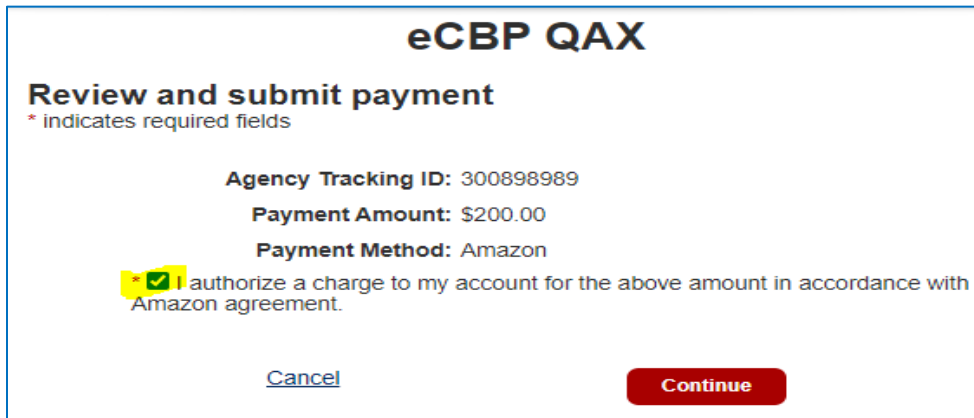 eCBP QAX
Review and submit payment
* indicates required fields
Agency Tracking ID: 300898989
Payment Amount: $200.00
Payment Method: Amazon
* I authorize a charge to my account for the above amount in accordance with
Amazon agreement.
Cancel Continue